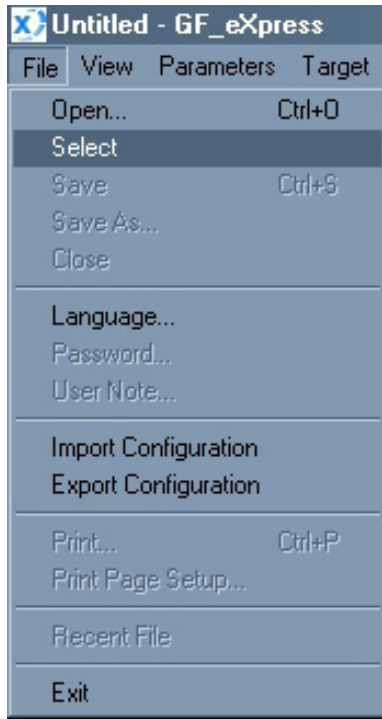 Untitled - GF_eXpress
File View Parameters Target
Open... Ctrl+O
Select
Save Ctrl+S
Save As...
Close
Language...
Password...
User Note...
Import Configuration
Export Configuration
Print... Ctrl+P
Print Page Setup...
Recent File
Exit